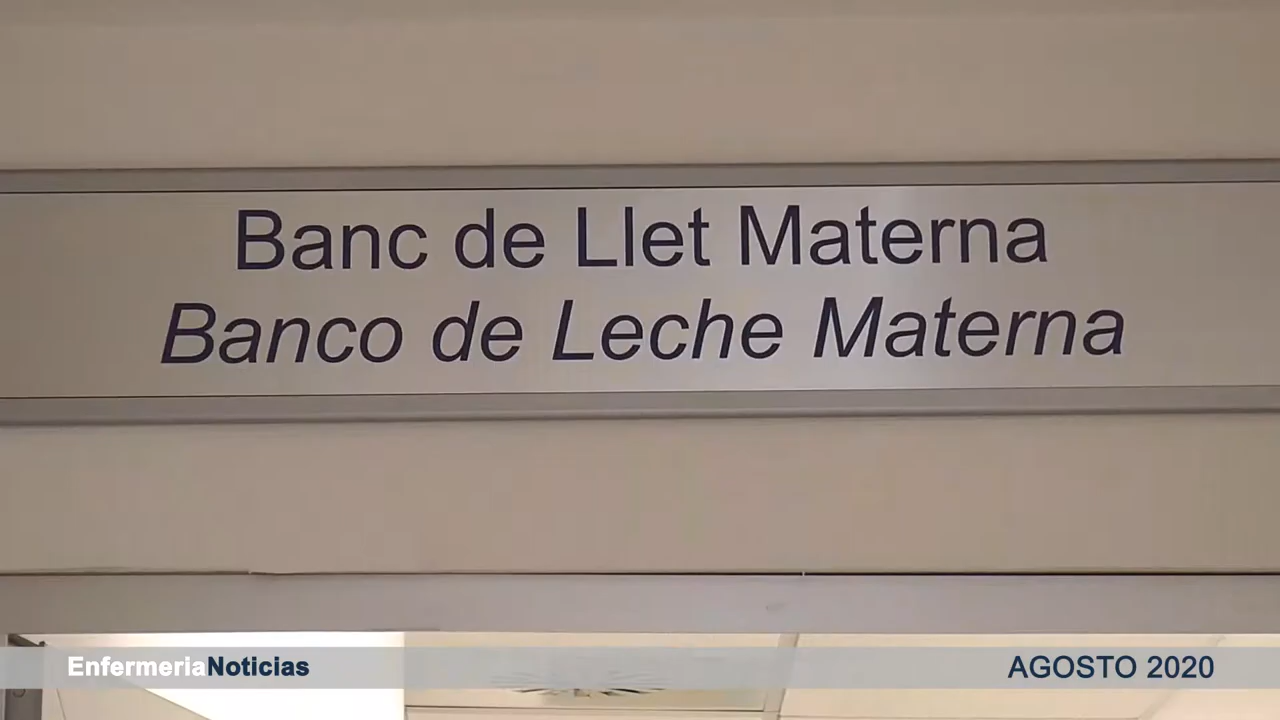 Banc de Llet Materna
Banco de Leche Materna
EnfermeriaNoticias
AGOSTO 2020